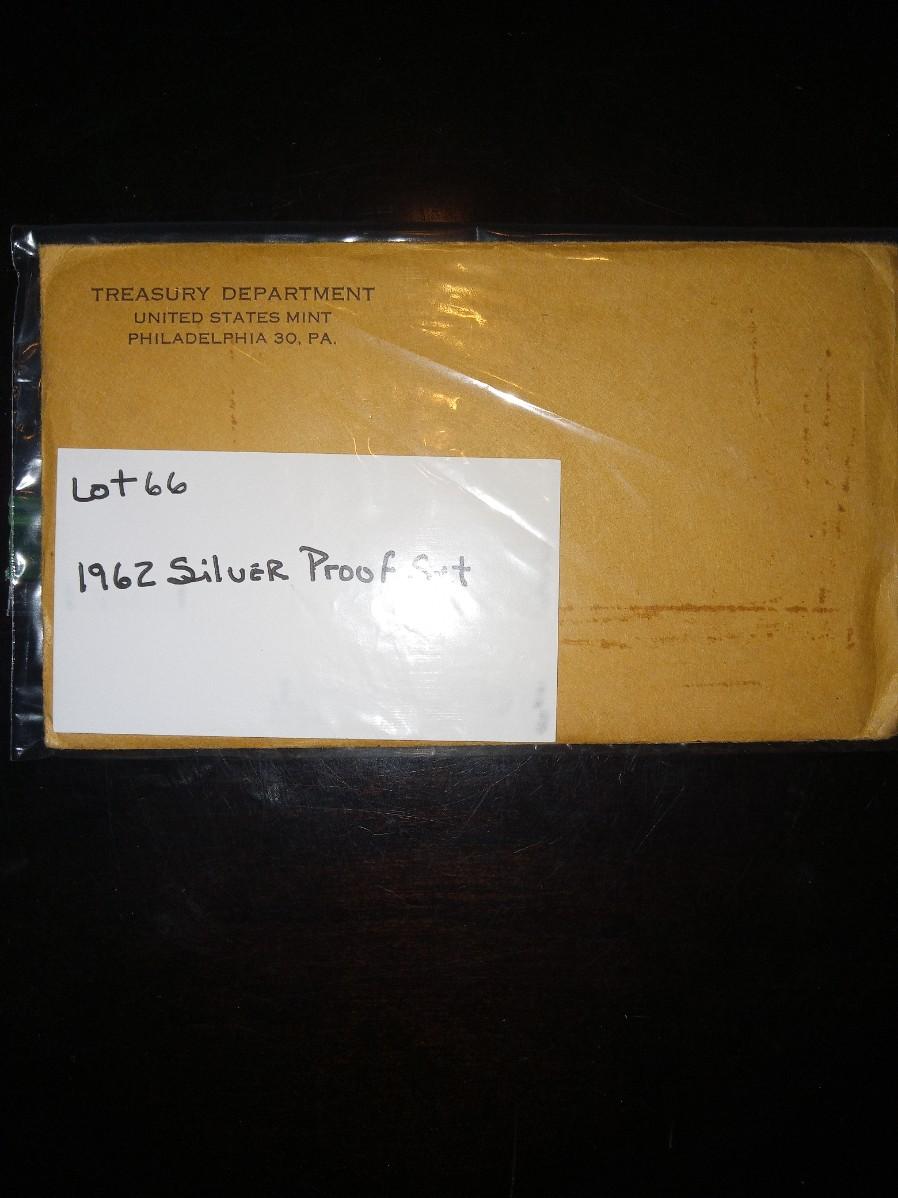 TREASURY DEPARTMENT
UNITED STATES MINT
PHILADELPHIA 30, PA.
Lot 66
1962 Silver Proof Set